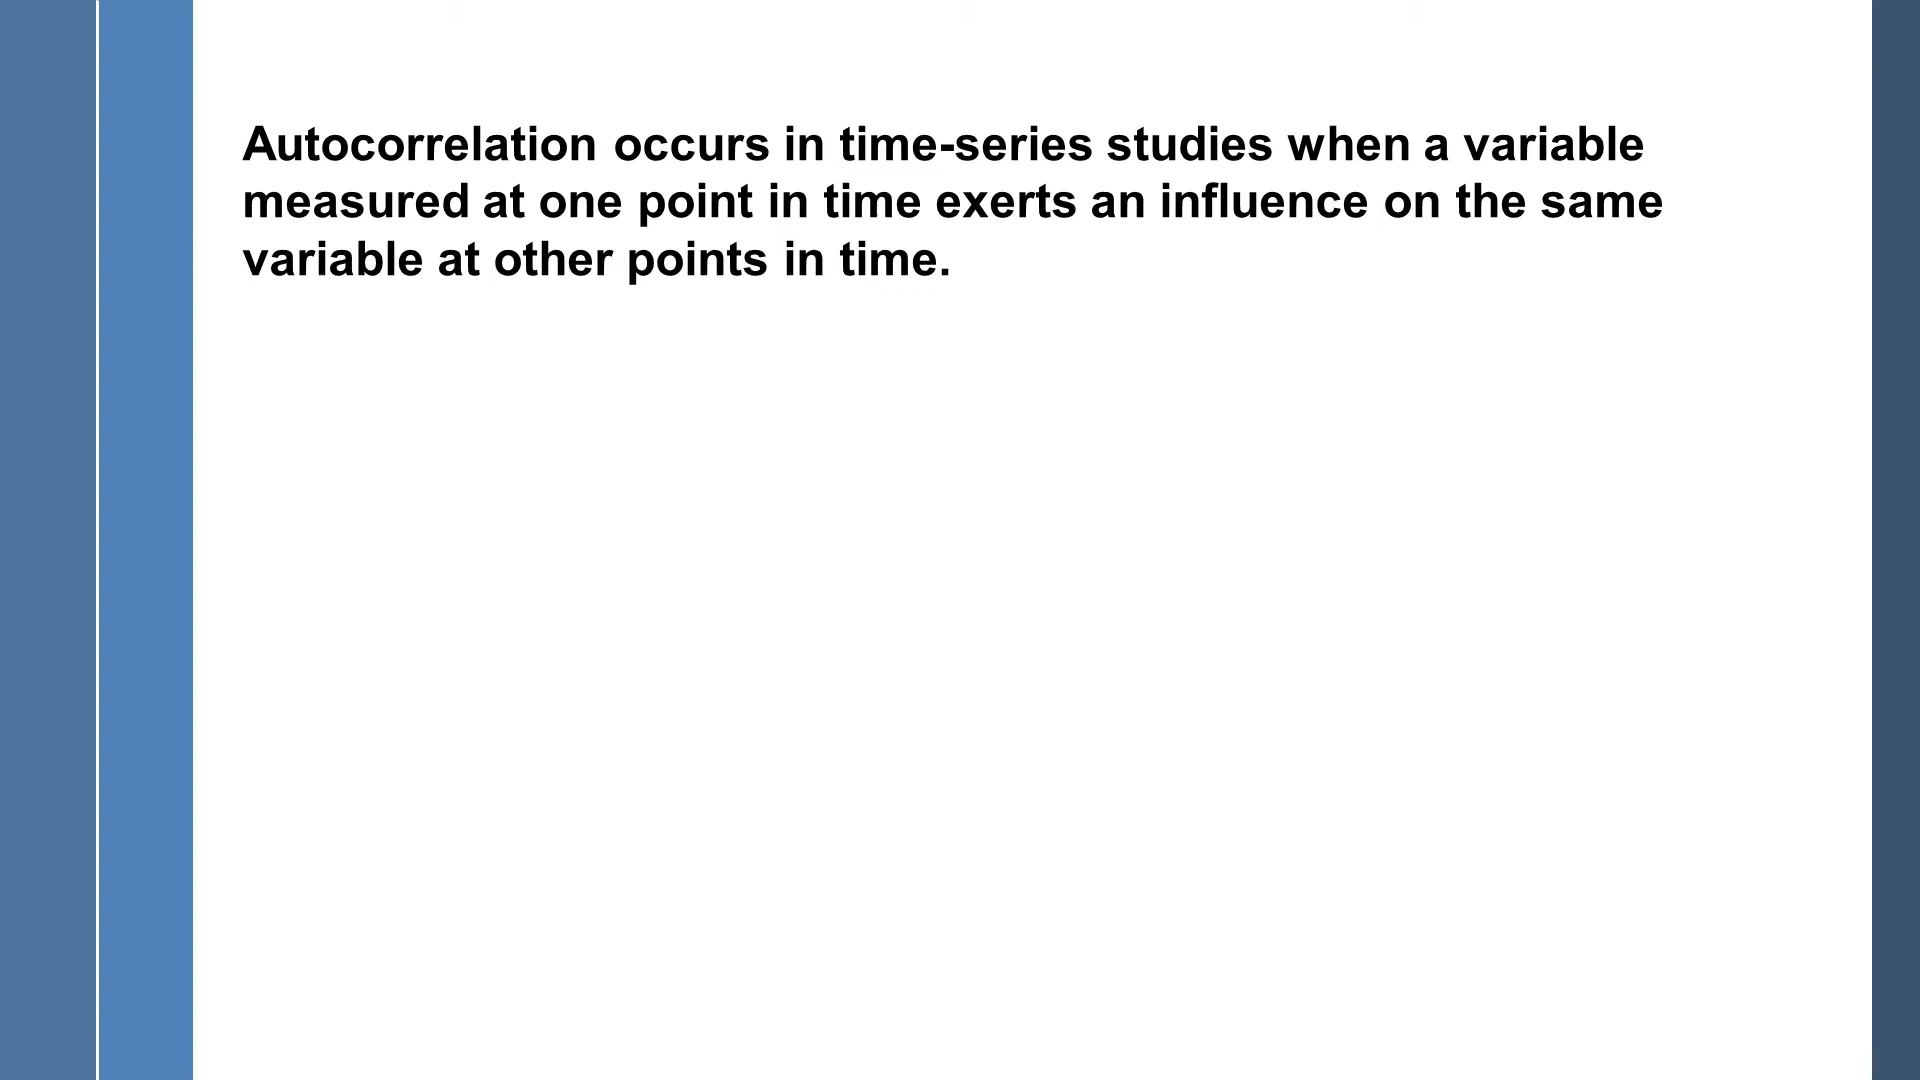 Autocorrelation occurs in time-series studies when a variable
measured at one point in time exerts an influence on the same
variable at other points in time.